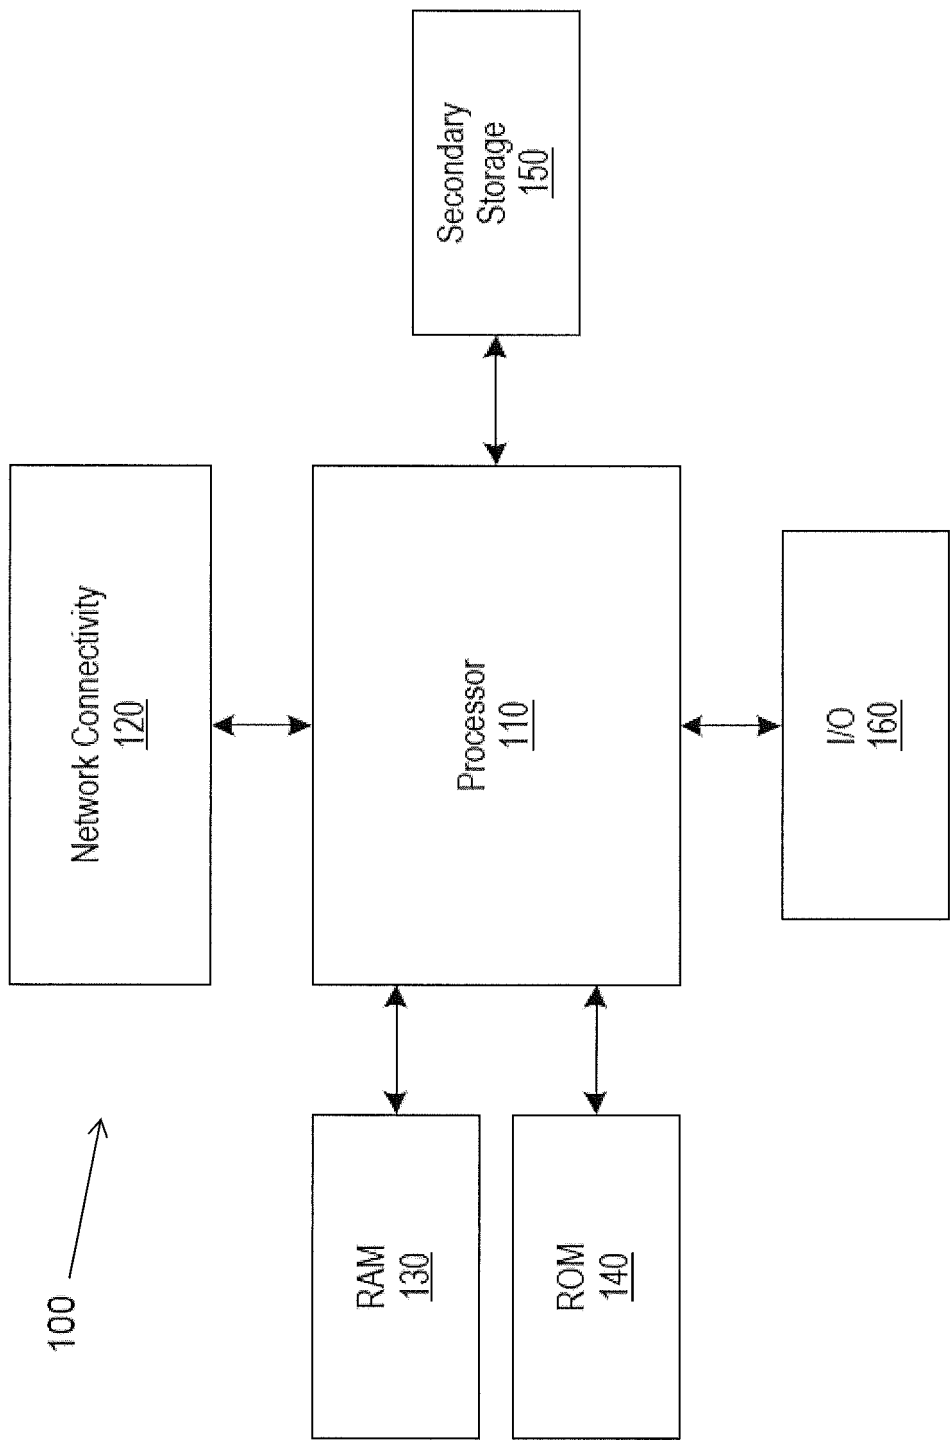 100
Network Connectivity
120
RAM
130
Processor
110
Secondary
Storage
150
ROM
140
I/O
160